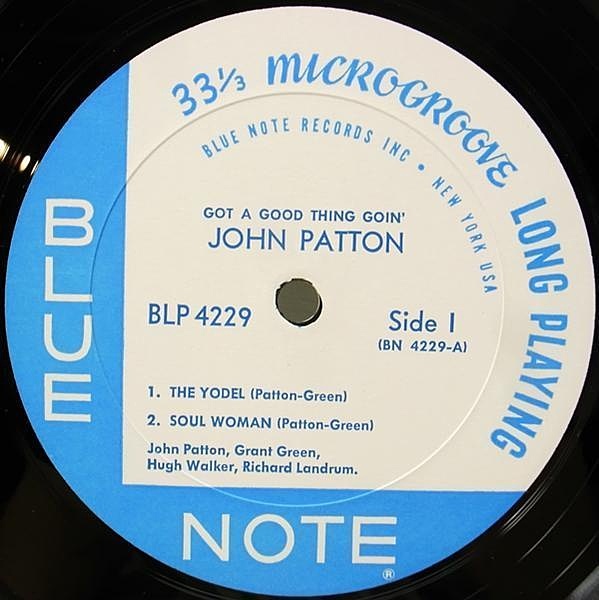 33⅓ MICROGROOVE LONG PLAYING
BLUE NOTE RECORDS INC • NEW YORK USA
GOT A GOOD THING GOIN'
JOHN PATTON
BLP 4229
Side 1
(BN 4229-A)
1. THE YODEL (Patton-Green)
2. SOUL WOMAN (Patton-Green)
John Patton, Grant Green,
Hugh Walker, Richard Landrum.
BLUE
NOTE
®